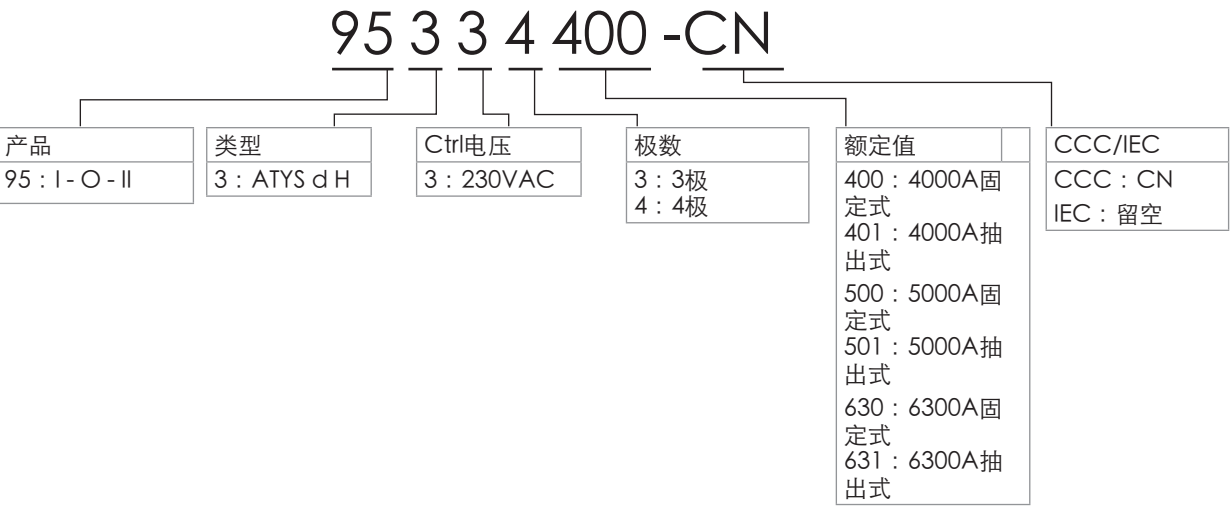 95 3 3 4 400 -CN
产品
95：I - O - II
类型
3：ATYS d H
Ctrl电压
3：230VAC
极数
3：3极
4：4极
额定值
400：4000A固
定式
401：4000A抽
出式
500：5000A固
定式
501：5000A抽
出式
630：6300A固
定式
631：6300A抽
出式
CCC/IEC
CCC：CN
IEC：留空